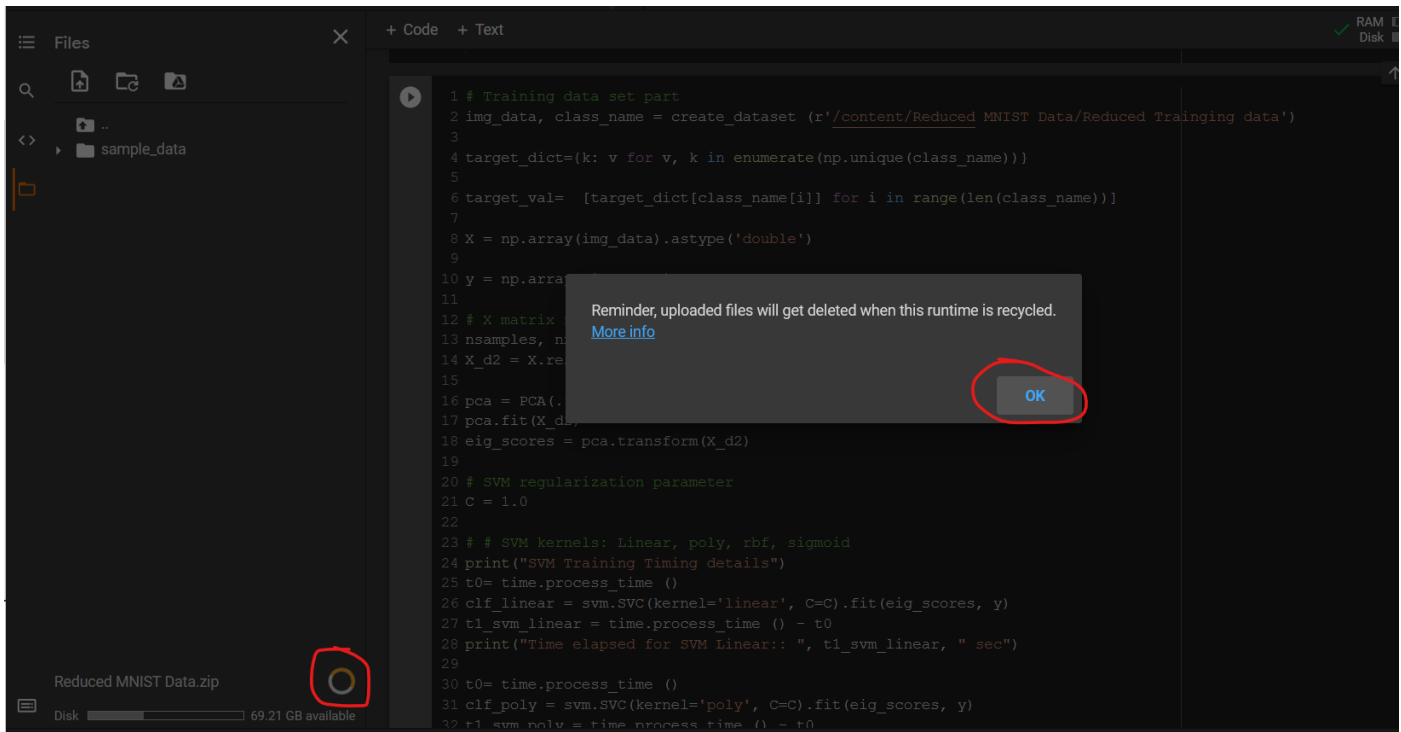 Files
+ Code + Text
RAM
Disk
..
sample_data
1 # Training data set part
2 img_data, class_name = create_dataset (r'/content/Reduced MNIST Data/Reduced Trainging data')
3
4 target_dict={k: v for v, k in enumerate(np.unique(class_name))}
5
6 target_val= [target_dict[class_name[i]] for i in range(len(class_name))]
7
8 X = np.array(img_data).astype('double')
9
10 y = np.arra
11
12 # X matrix
13 nsamples, n
14 X_d2 = X.re
15
16 pca = PCA(.
17 pca.fit(X_d2)
18 eig_scores = pca.transform(X_d2)
19
20 # SVM regularization parameter
21 C = 1.0
22
23 # # SVM kernels: Linear, poly, rbf, sigmoid
24 print("SVM Training Timing details")
25 t0= time.process_time ()
26 clf_linear = svm.SVC(kernel='linear', C=C).fit(eig_scores, y)
27 t1_svm_linear = time.process_time () - t0
28 print("Time elapsed for SVM Linear:: ", t1_svm_linear, " sec")
29
30 t0= time.process_time ()
31 clf_poly = svm.SVC(kernel='poly', C=C).fit(eig_scores, y)
32 t1_svm_poly = time.process_time () - t0
Reminder, uploaded files will get deleted when this runtime is recycled.
More info
OK
Reduced MNIST Data.zip
Disk 69.21 GB available